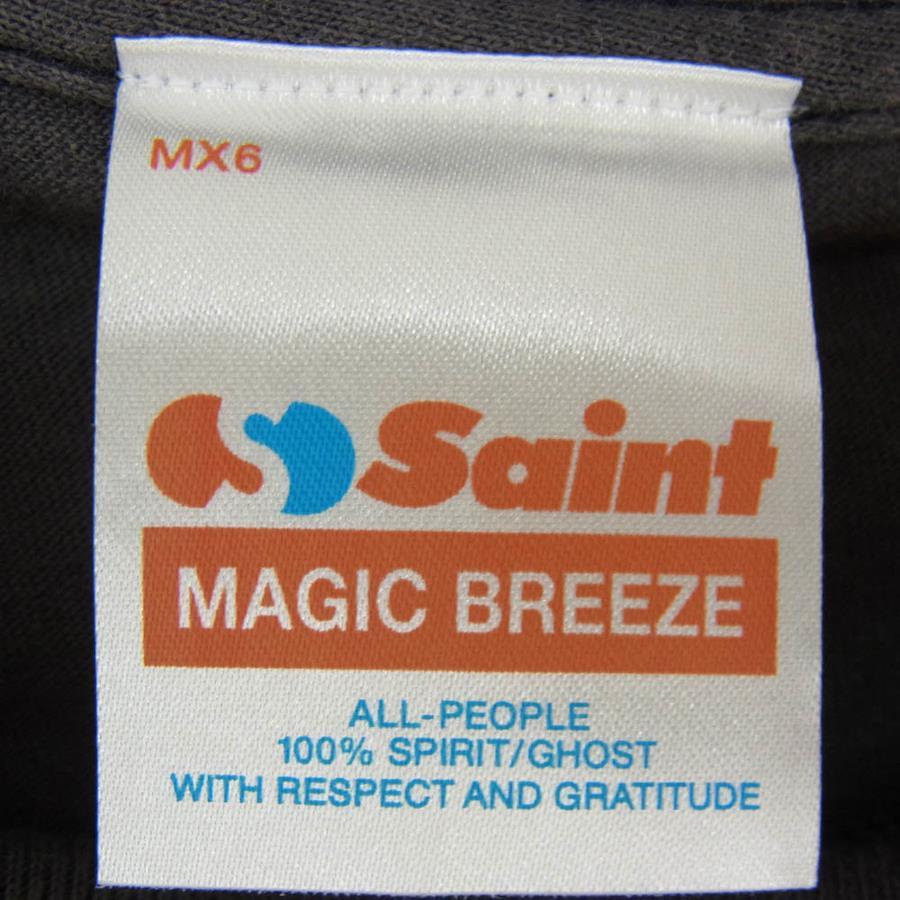 MX6
Saint
MAGIC BREEZE
ALL-PEOPLE
100% SPIRIT/GHOST
WITH RESPECT AND GRATITUDE